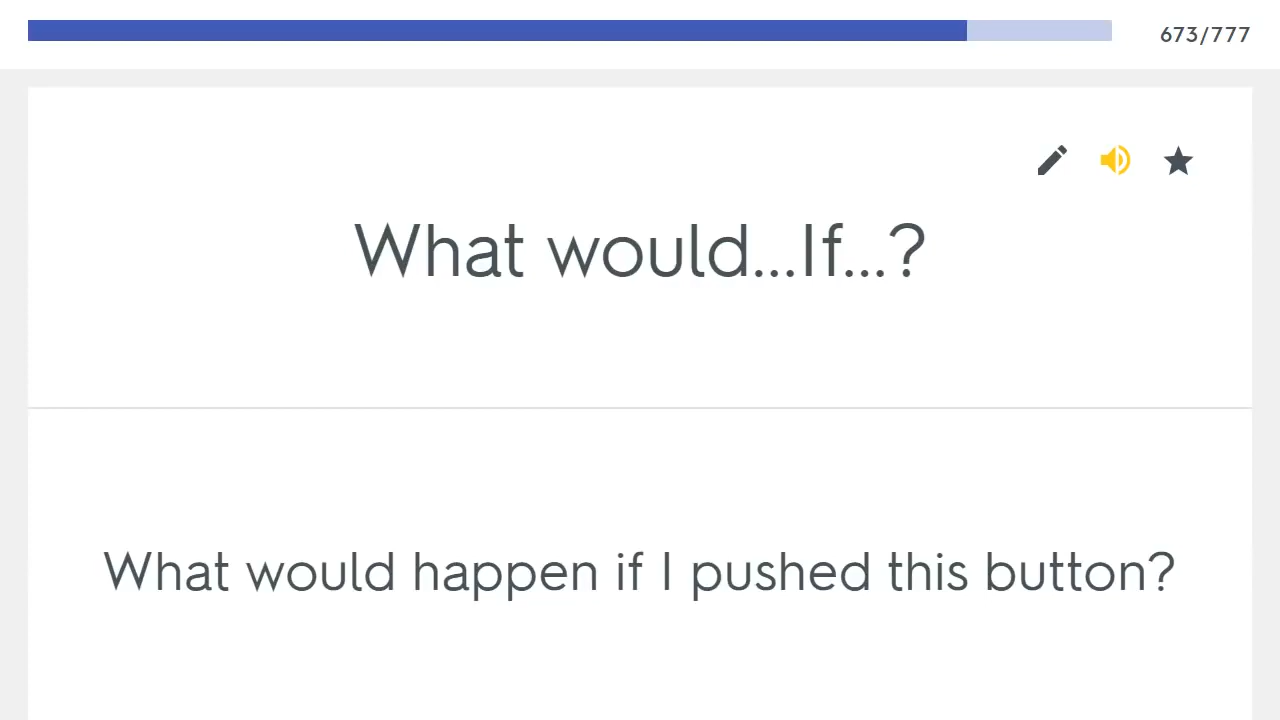 673/777
What would...If...?
What would happen if I pushed this button?